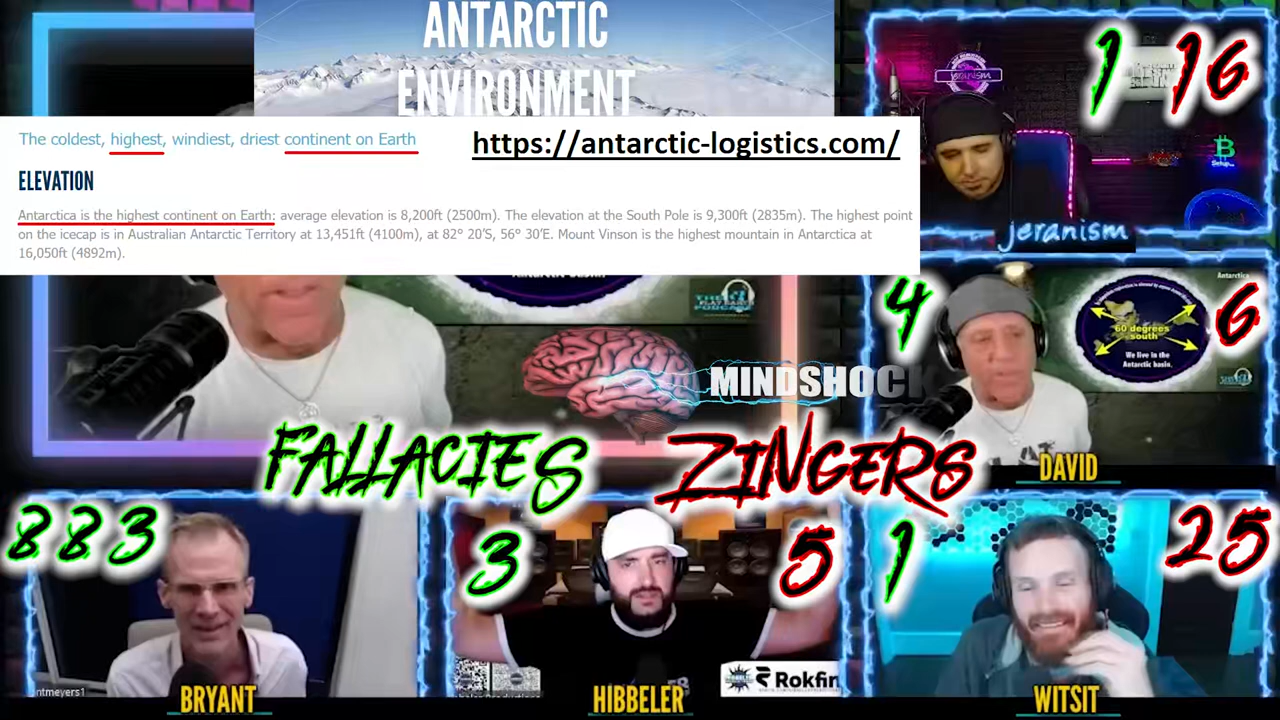 ANTARCTIC
ENVIRONMENT
The coldest, highest, windiest, driest continent on Earth
https://antarctic-logistics.com/
ELEVATION
Antarctica is the highest continent on Earth; average elevation is 8,200ft (2500m). The elevation at the South Pole is 9,300ft (2835m). The highest point
on the icecap is in Australian Antarctic Territory at 13,451ft (4100m), at 82° 20'S, 56° 30'E. Mount Vinson is the highest mountain in Antarctica at
16,050ft (4892m).
1 16
jeranism
jeranism
4 6
Antarctica
60 degrees
south
We live in the
Antarctic basin.
DAVID
MINDSHOCK
FALLACIES ZINGERS
883
ntmeyers1
BRYANT
3 5
Rokfin
HIBBELER
1 25
WITSIT